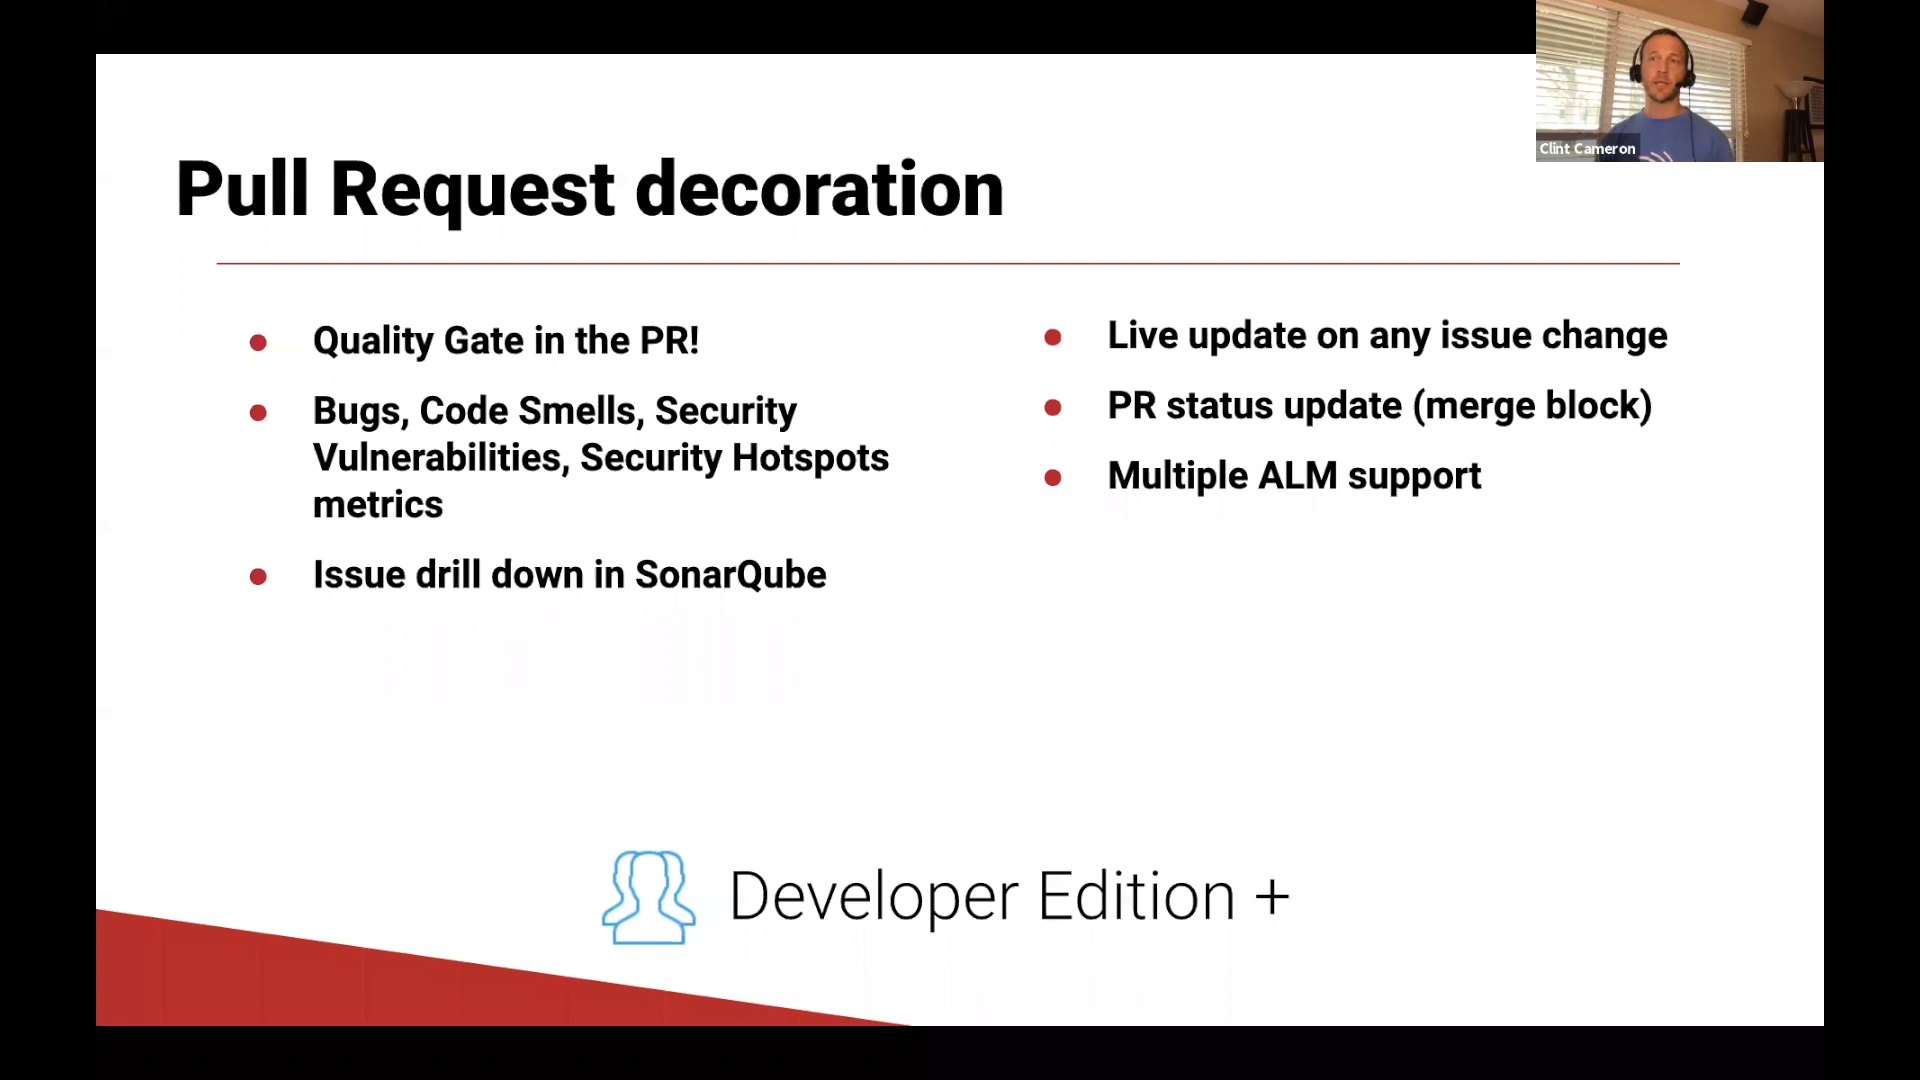 Clint Cameron
Pull Request decoration
Quality Gate in the PR!
Bugs, Code Smells, Security
Vulnerabilities, Security Hotspots
metrics
Issue drill down in SonarQube
Live update on any issue change
PR status update (merge block)
Multiple ALM support
Developer Edition +